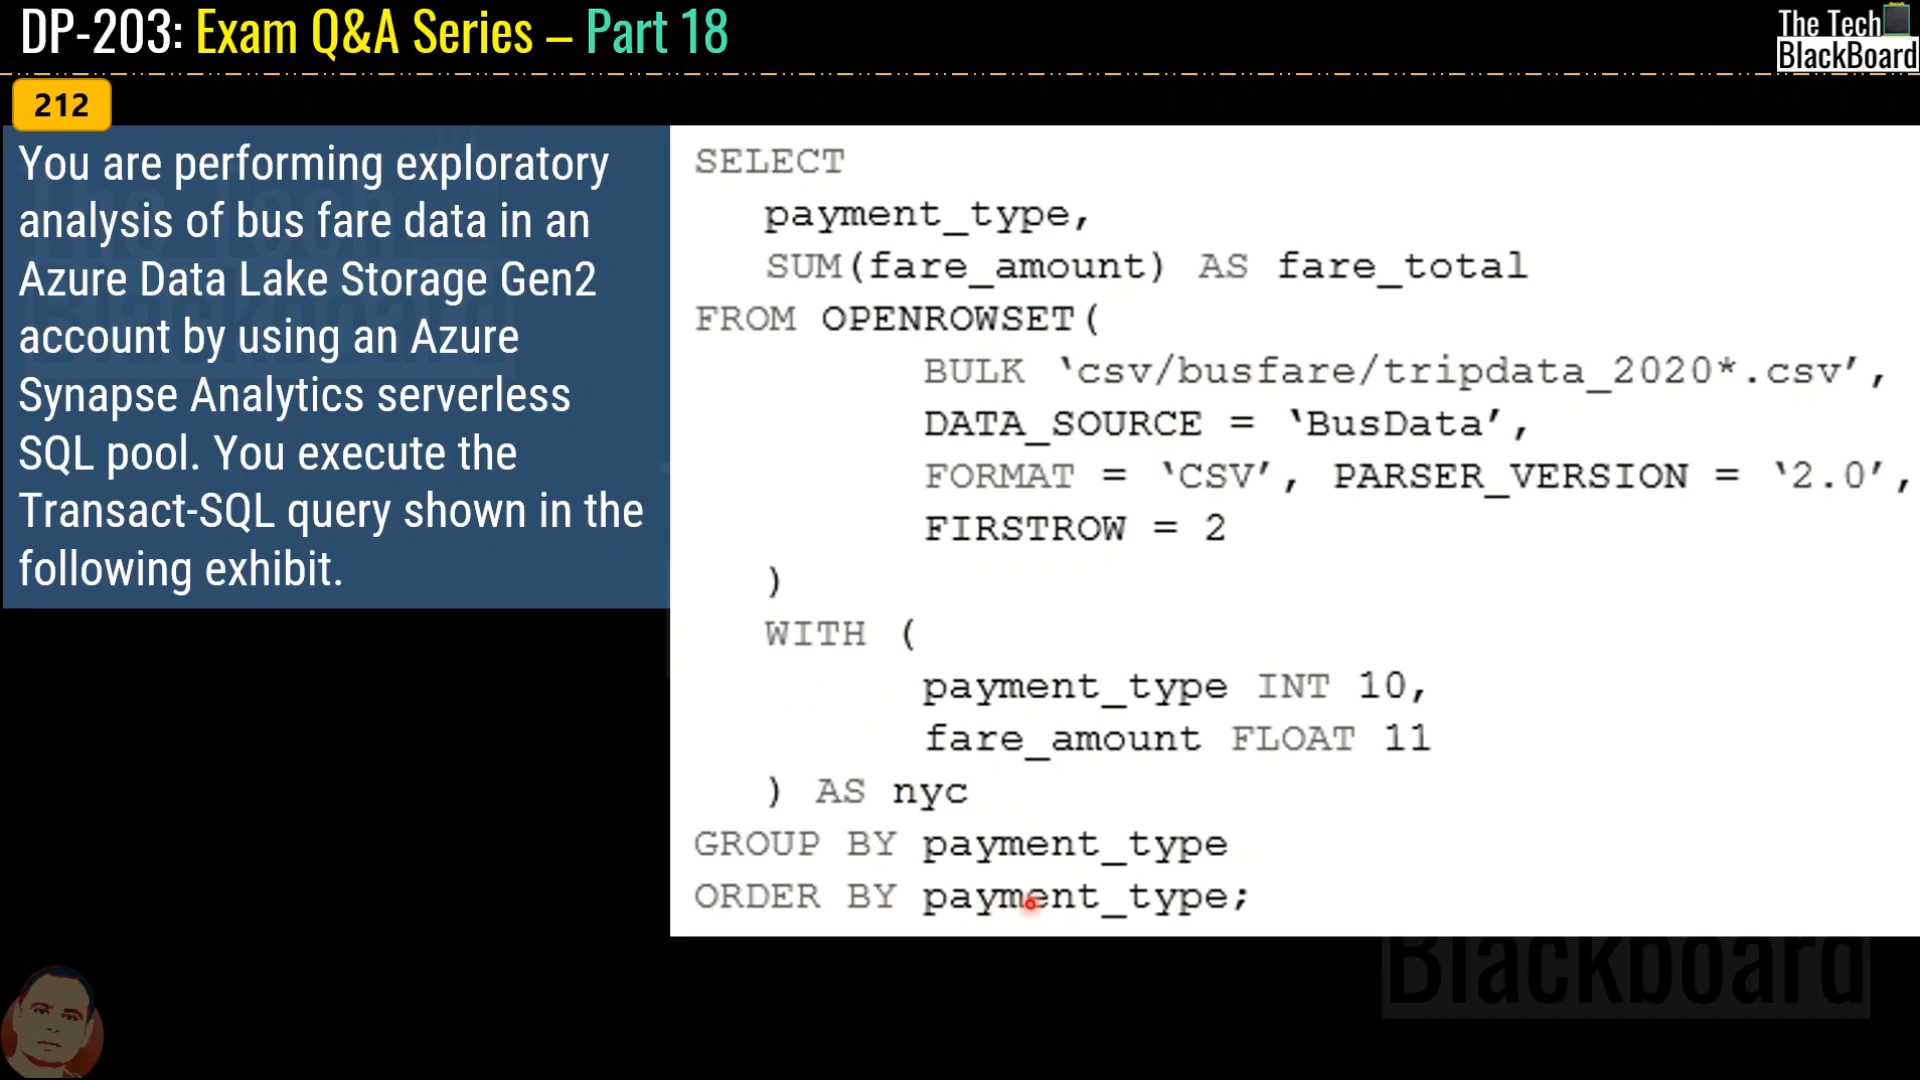 DP-203: Exam Q&A Series – Part 18
The Tech
BlackBoard
212
You are performing exploratory
analysis of bus fare data in an
Azure Data Lake Storage Gen2
account by using an Azure
Synapse Analytics serverless
SQL pool. You execute the
Transact-SQL query shown in the
following exhibit.
SELECT
payment_type,
SUM(fare_amount) AS fare_total
FROM OPENROWSET(
BULK ‘csv/busfare/tripdata_2020*.csv’,
DATA_SOURCE = ‘BusData’,
FORMAT = ‘CSV’, PARSER_VERSION = ‘2.0’,
FIRSTROW = 2
)
WITH (
payment_type INT 10,
fare_amount FLOAT 11
) AS nyc
GROUP BY payment_type
ORDER BY payment_type;
Blackboard